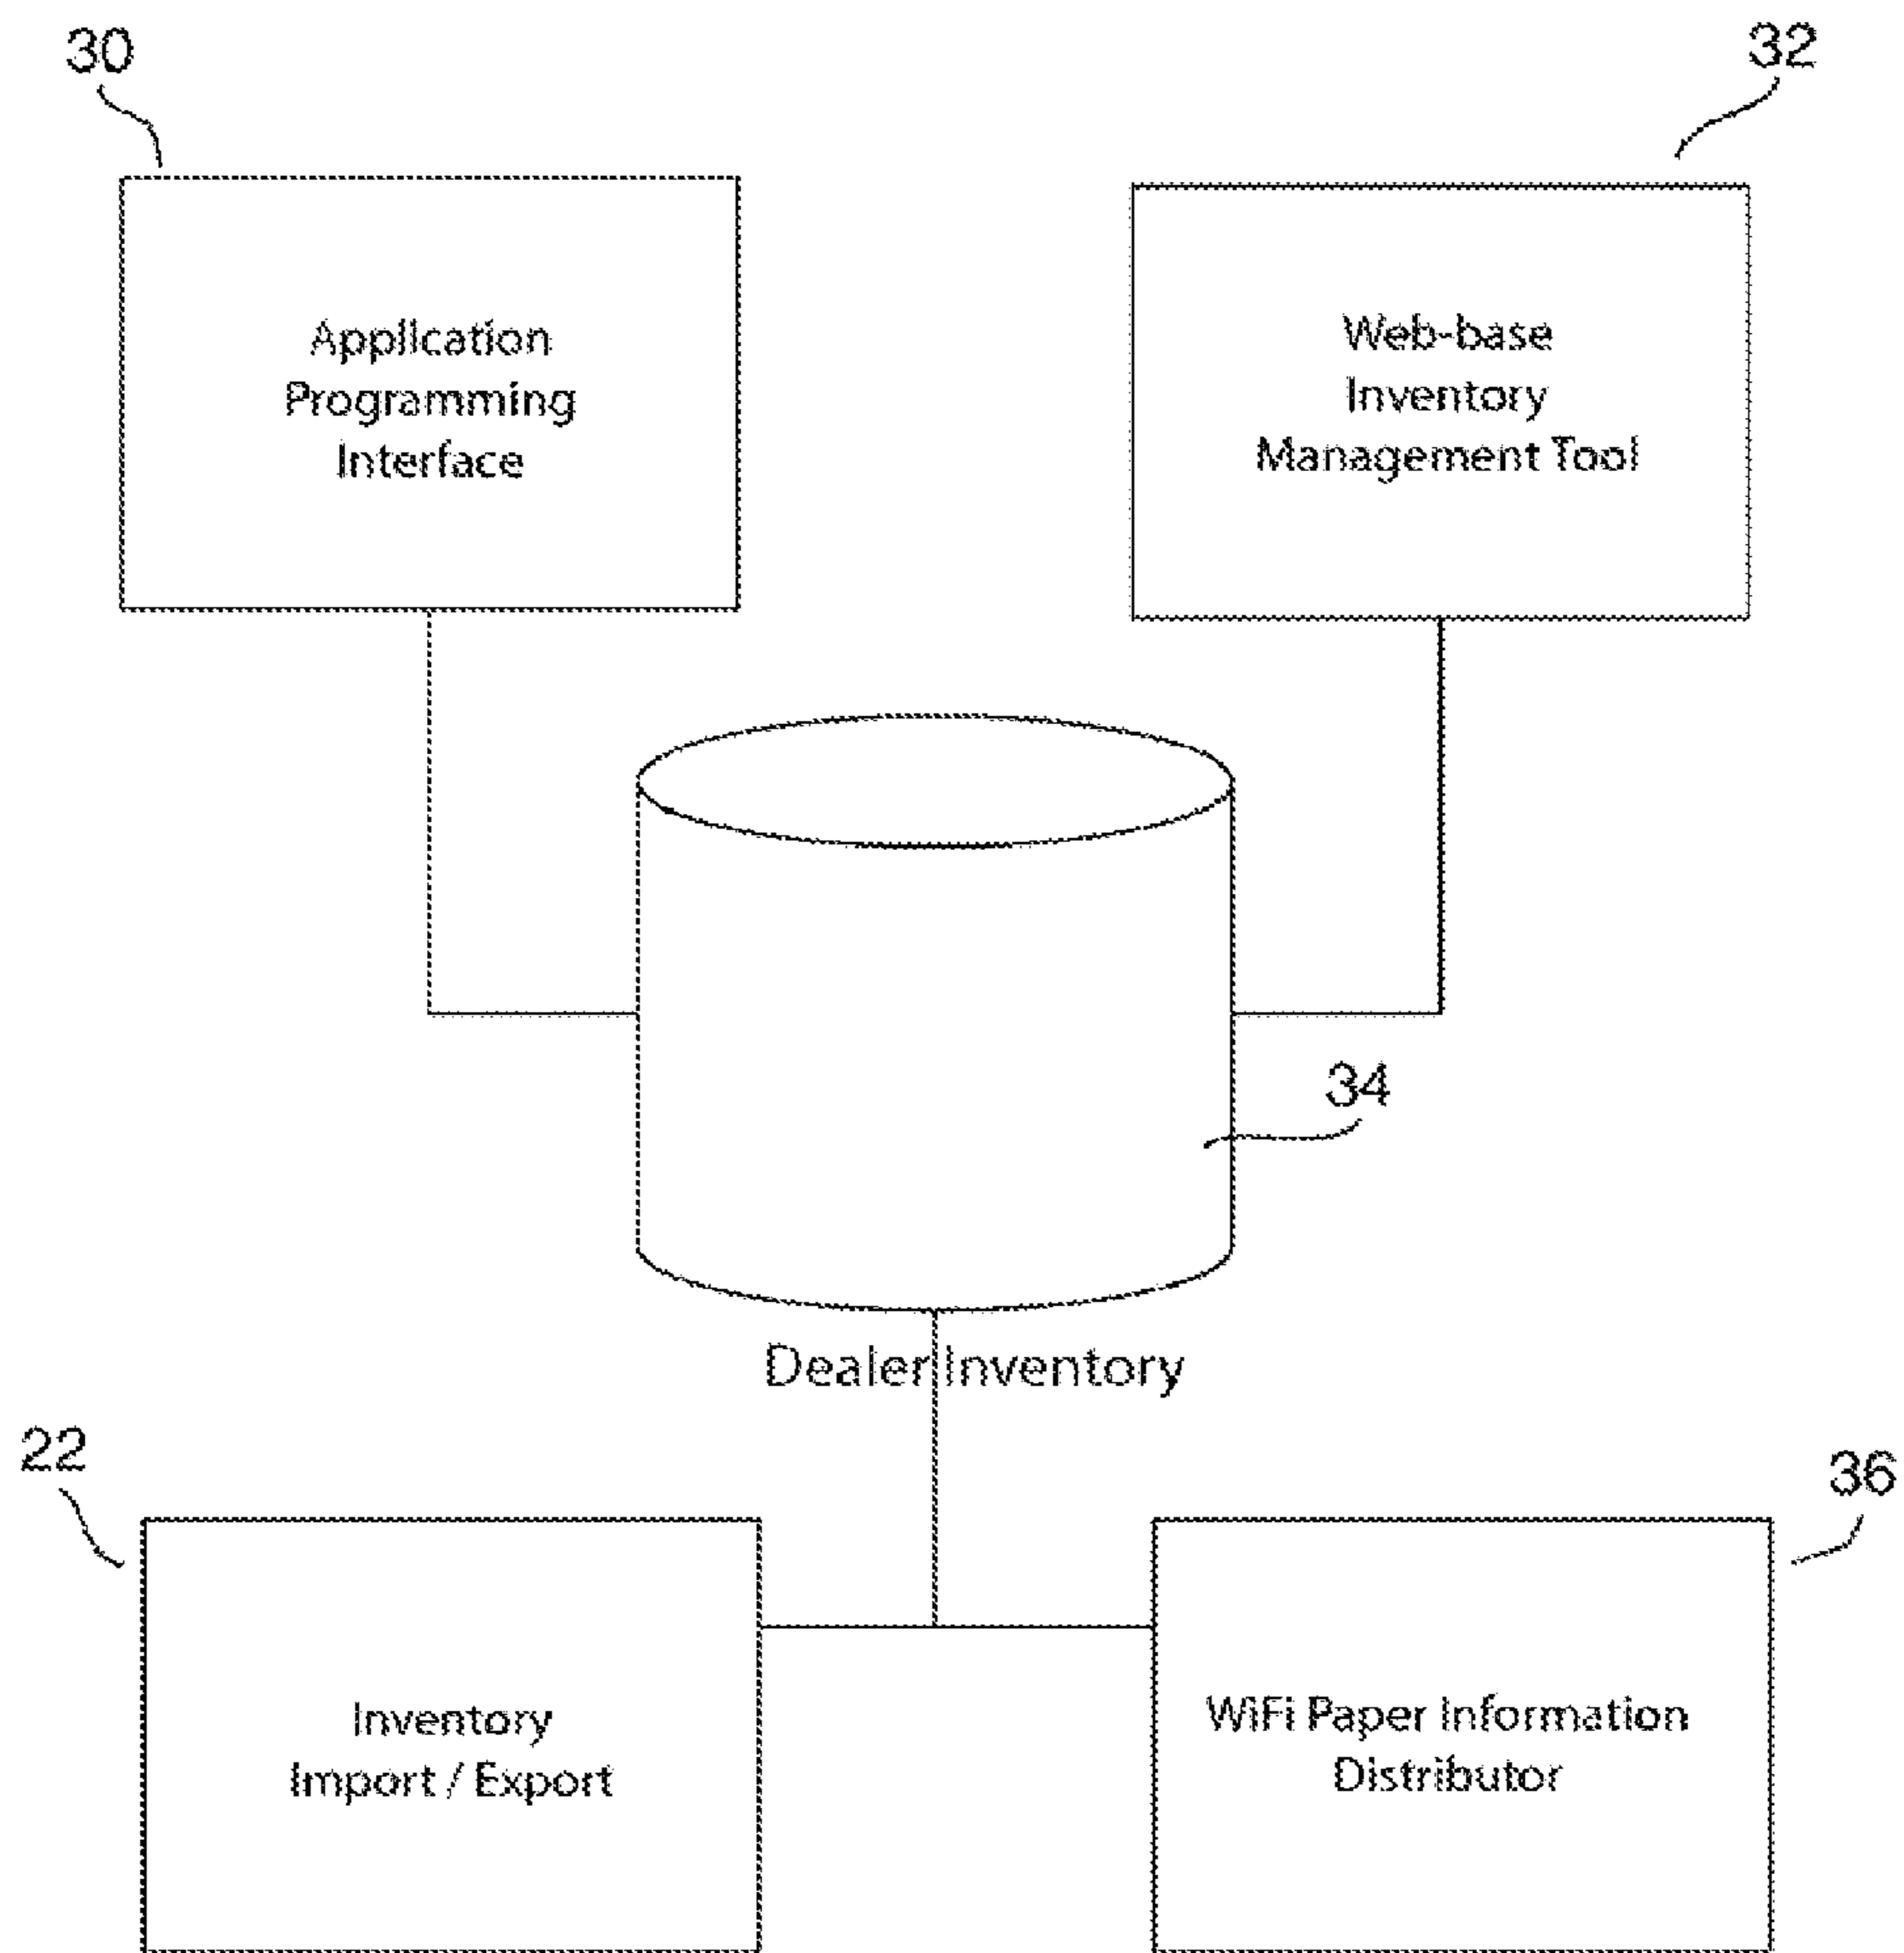 30
32
Application
Programming
Interface
Web-base
Inventory
Management Tool
34
Dealer Inventory
22
36
Inventory
Import / Export
WiFi Paper Information
Distributor